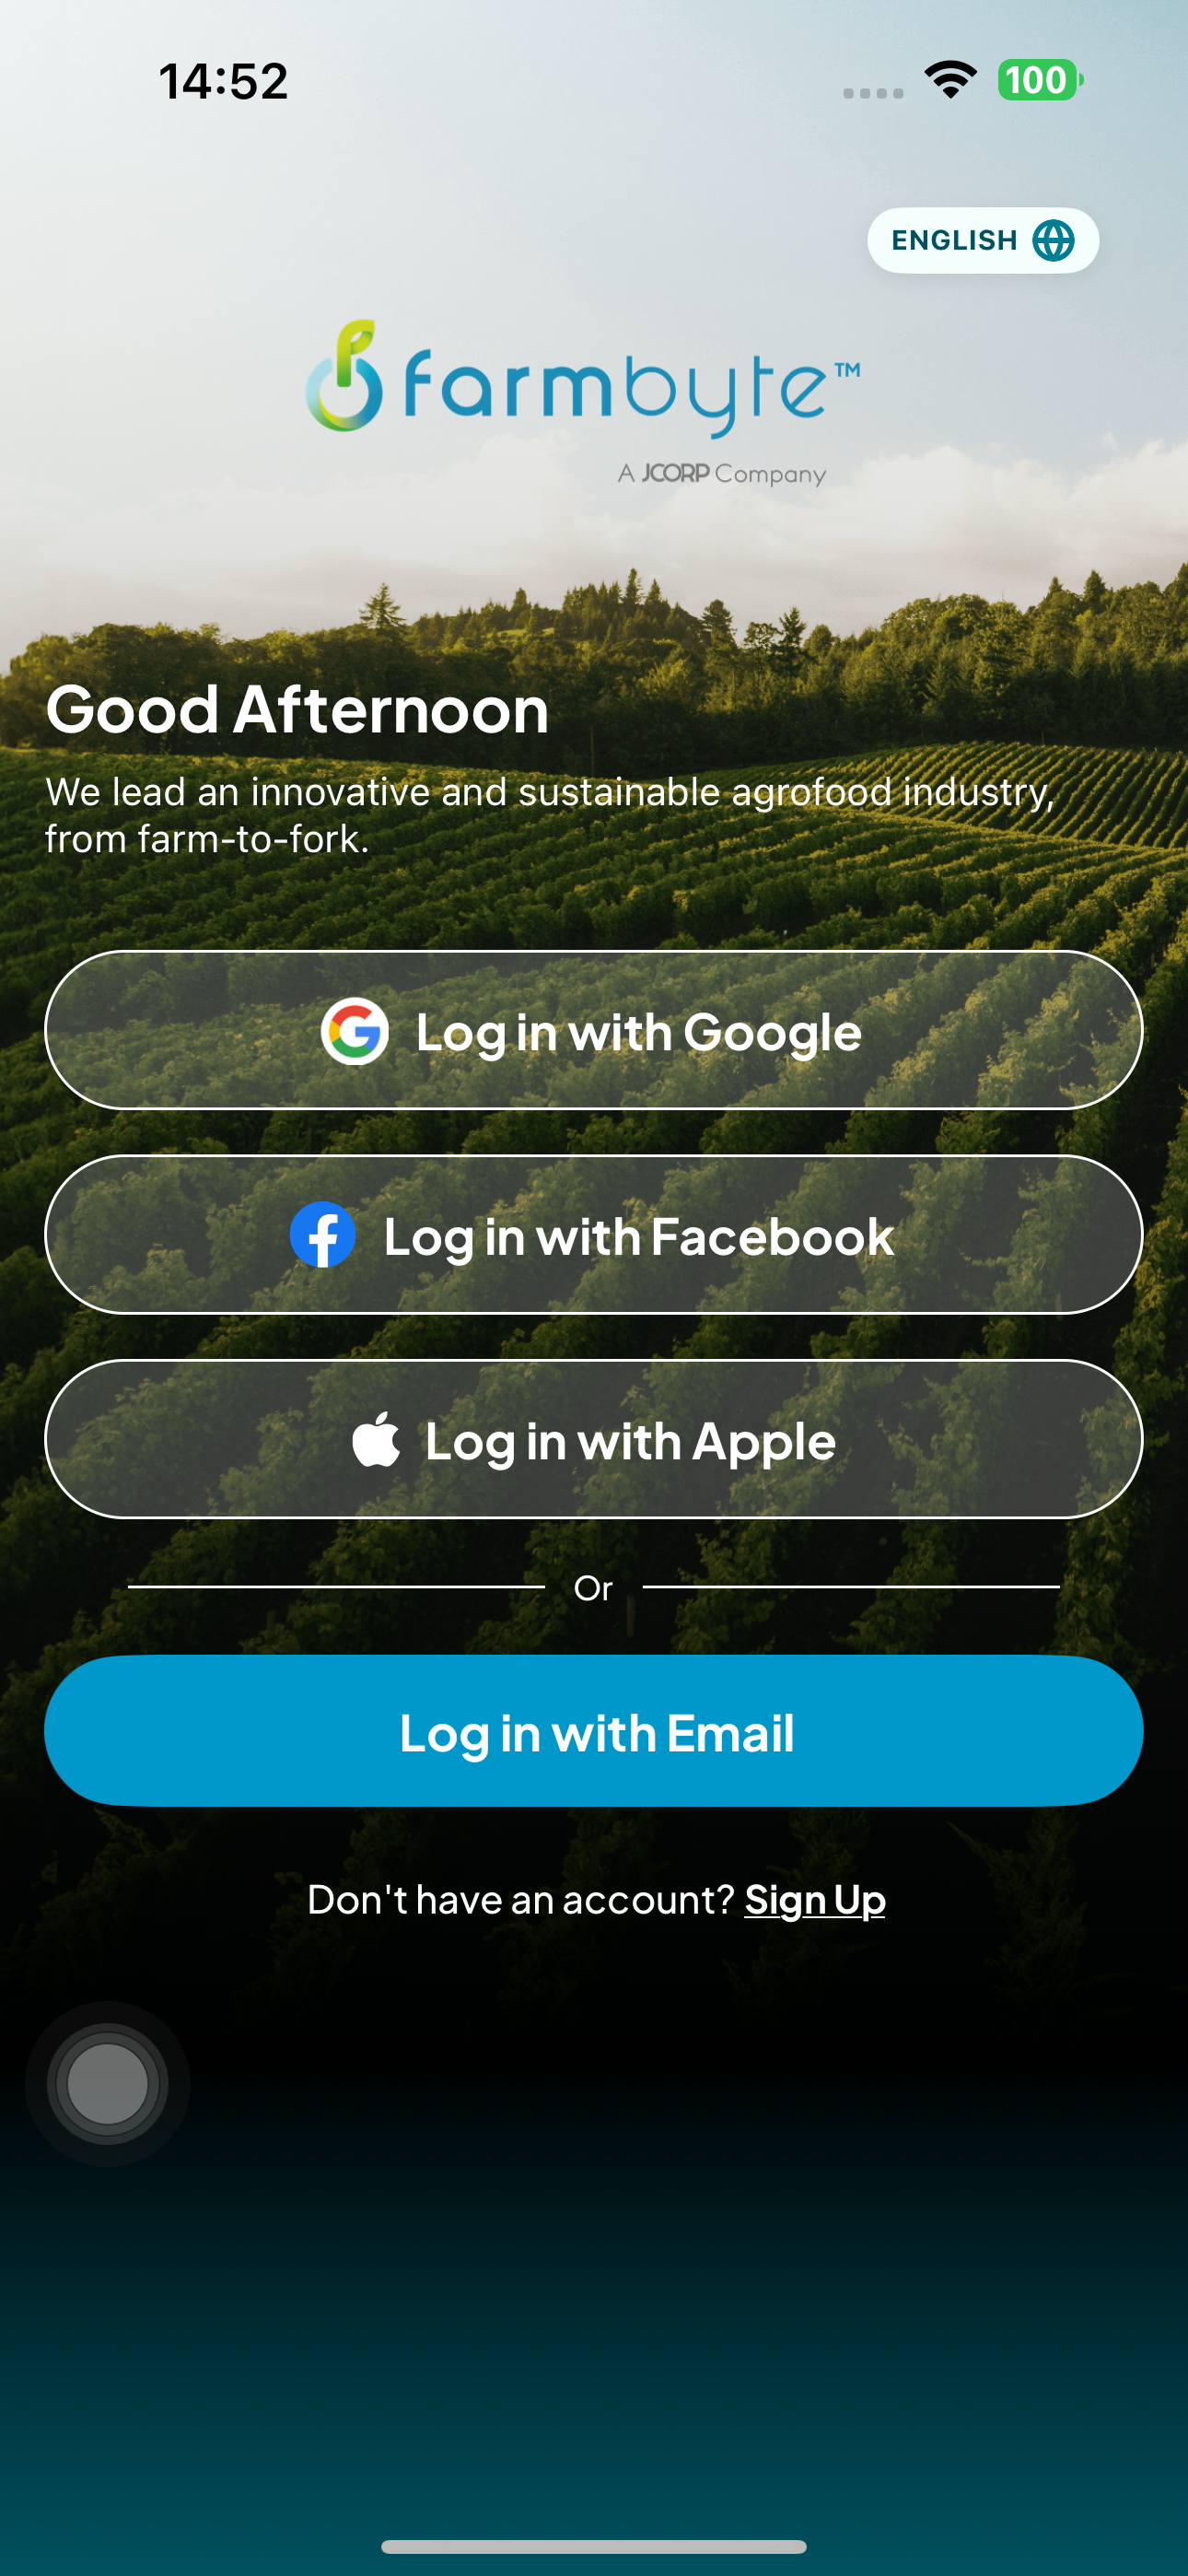 14:52
100
ENGLISH
farmbyte™
A JCORP Company
Good Afternoon
We lead an innovative and sustainable agrofood industry,
from farm-to-fork.
Log in with Google
Log in with Facebook
Log in with Apple
Or
Log in with Email
Don't have an account? Sign Up